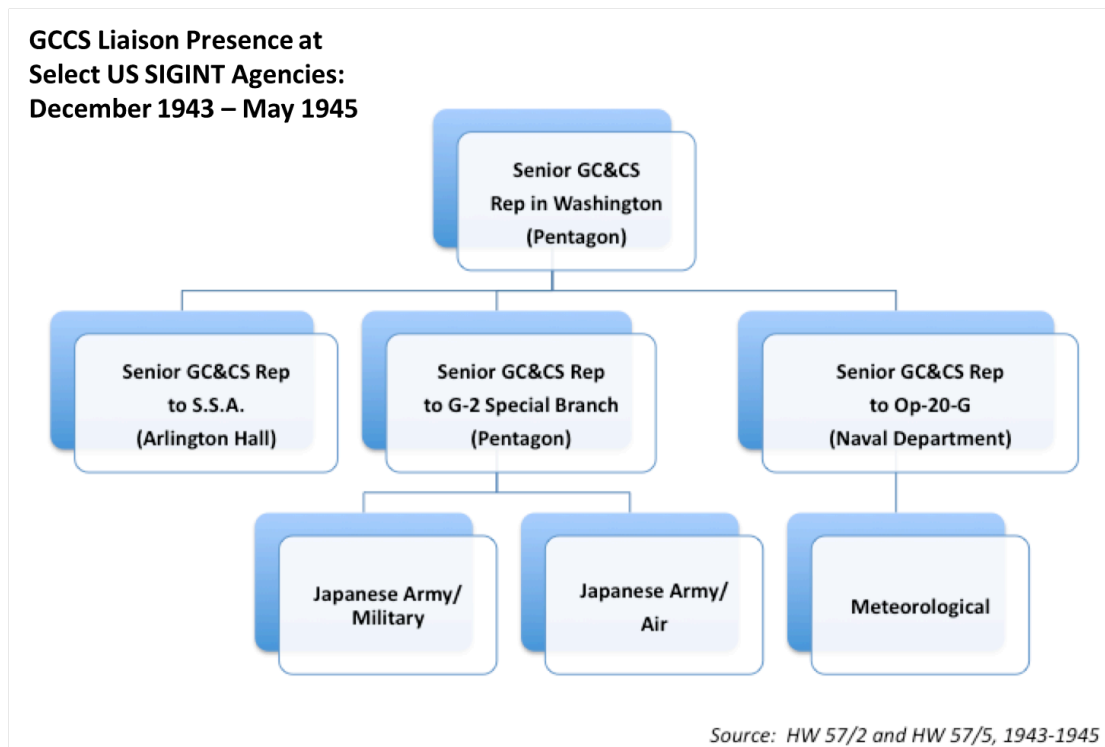 GCCS Liaison Presence at
Select US SIGINT Agencies:
December 1943 – May 1945
Senior GC&CS
Rep in Washington
(Pentagon)
Senior GC&CS Rep
to S.S.A.
(Arlington Hall)
Senior GC&CS Rep
to G-2 Special Branch
(Pentagon)
Senior GC&CS Rep
to Op-20-G
(Naval Department)
Japanese Army/
Military
Japanese Army/
Air
Meteorological
Source: HW 57/2 and HW 57/5, 1943-1945